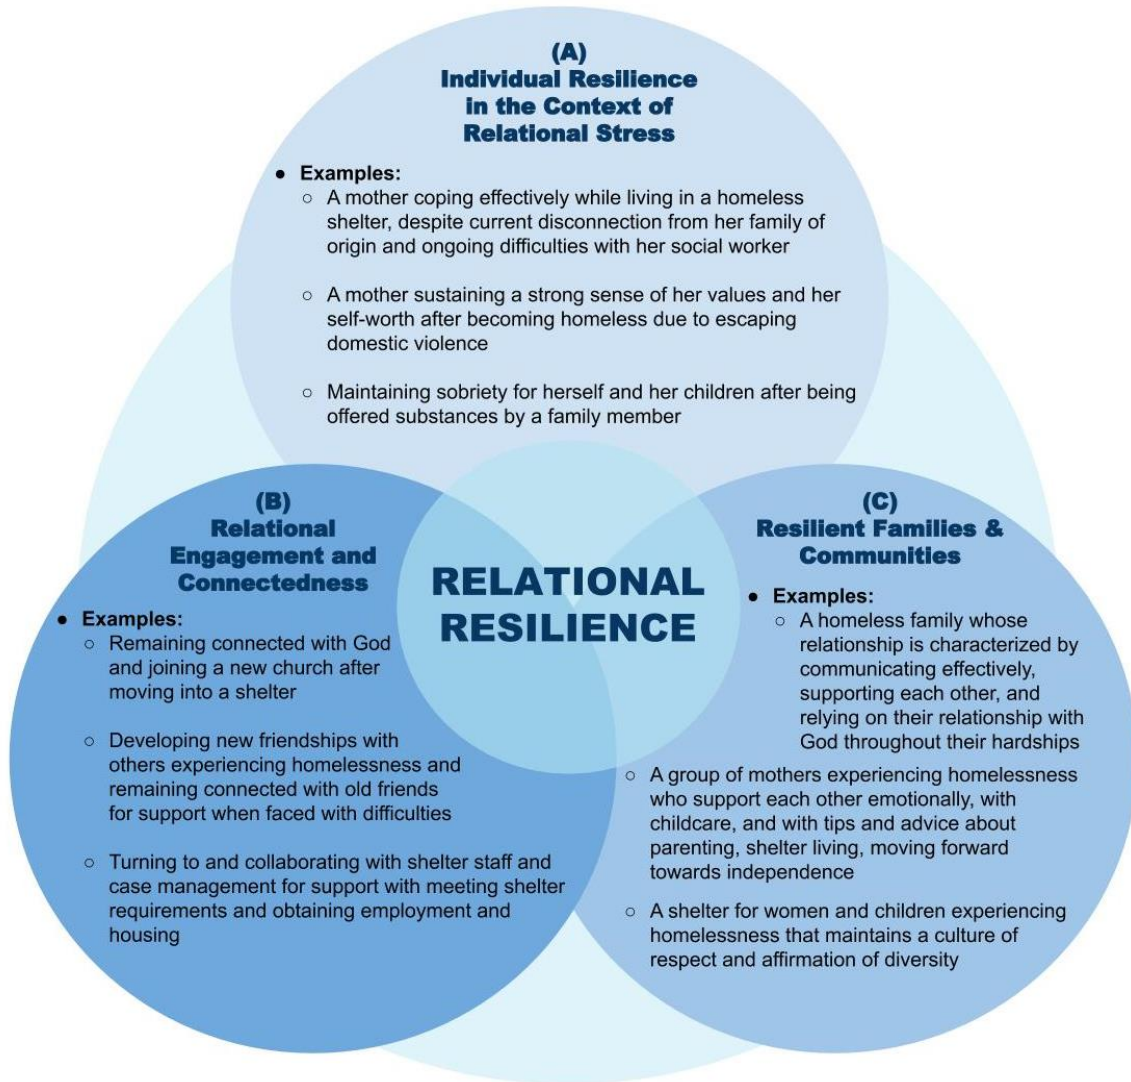 (A)
Individual Resilience
in the Context of
Relational Stress
● Examples:
○ A mother coping effectively while living in a homeless
shelter, despite current disconnection from her family of
origin and ongoing difficulties with her social worker
○ A mother sustaining a strong sense of her values and her
self-worth after becoming homeless due to escaping
domestic violence
○ Maintaining sobriety for herself and her children after being
offered substances by a family member
(B)
Relational
Engagement and
Connectedness
● Examples:
○ Remaining connected with God
and joining a new church after
moving into a shelter
○ Developing new friendships with
others experiencing homelessness and
remaining connected with old friends
for support when faced with difficulties
○ Turning to and collaborating with shelter staff and
case management for support with meeting shelter
requirements and obtaining employment and
housing
RELATIONAL
RESILIENCE
(C)
Resilient Families &
Communities
● Examples:
○ A homeless family whose
relationship is characterized by
communicating effectively,
supporting each other, and
relying on their relationship with
God throughout their hardships
○ A group of mothers experiencing homelessness
who support each other emotionally, with
childcare, and with tips and advice about
parenting, shelter living, moving forward
towards independence
○ A shelter for women and children experiencing
homelessness that maintains a culture of
respect and affirmation of diversity